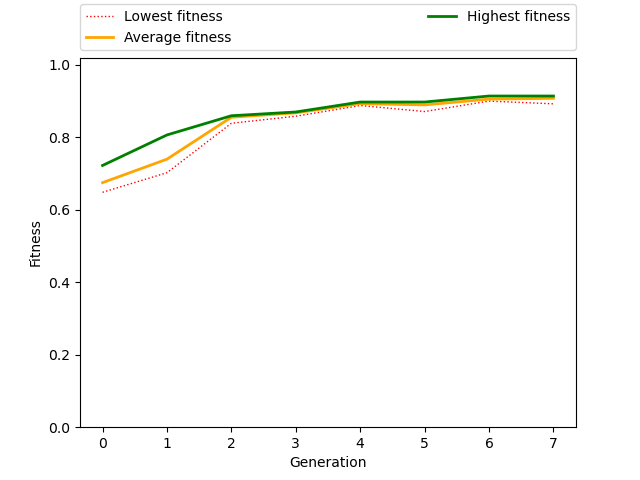 Lowest fitness
Average fitness
Highest fitness
1.0
0.8
0.6
0.4
0.2
0.0
Fitness
0 1 2 3 4 5 6 7
Generation